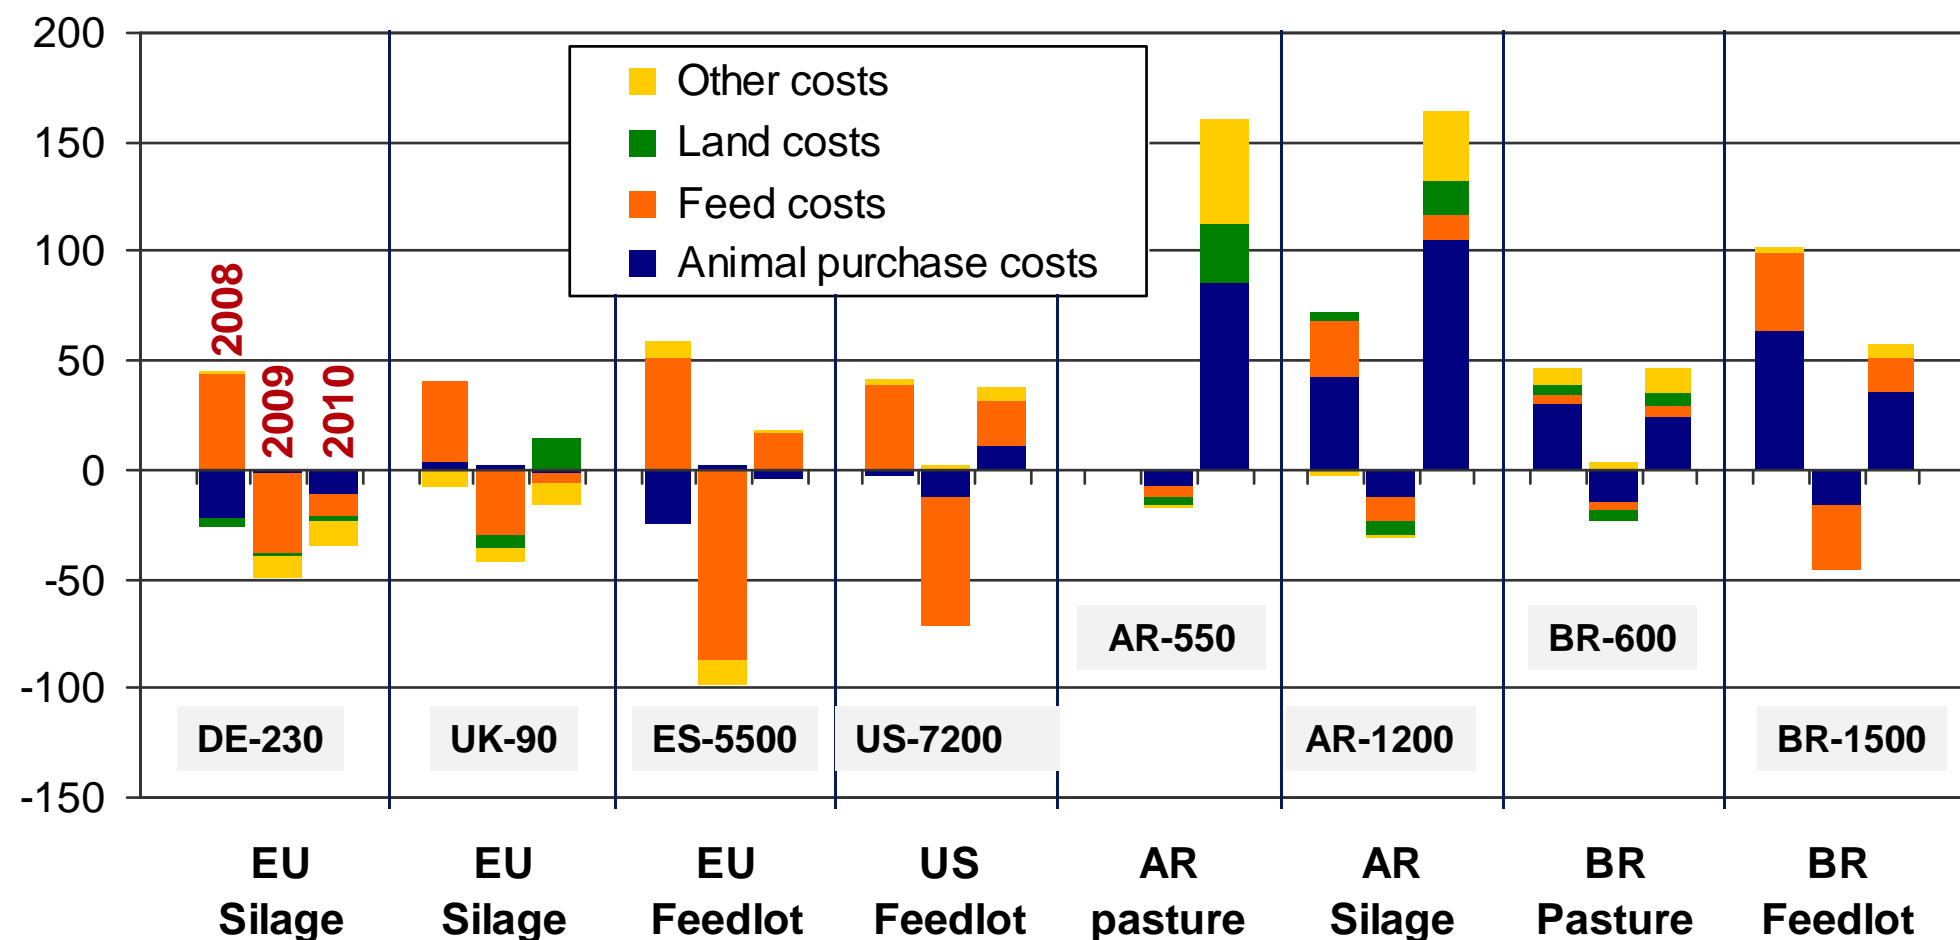 200
150
100
50
0
-50
-100
-150
Other costs
Land costs
Feed costs
Animal purchase costs
2008
2009
2010
AR-550
BR-600
DE-230
UK-90
ES-5500
US-7200
AR-1200
BR-1500
EU
Silage
EU
Silage
EU
Feedlot
US
Feedlot
AR
pasture
AR
Silage
BR
Pasture
BR
Feedlot